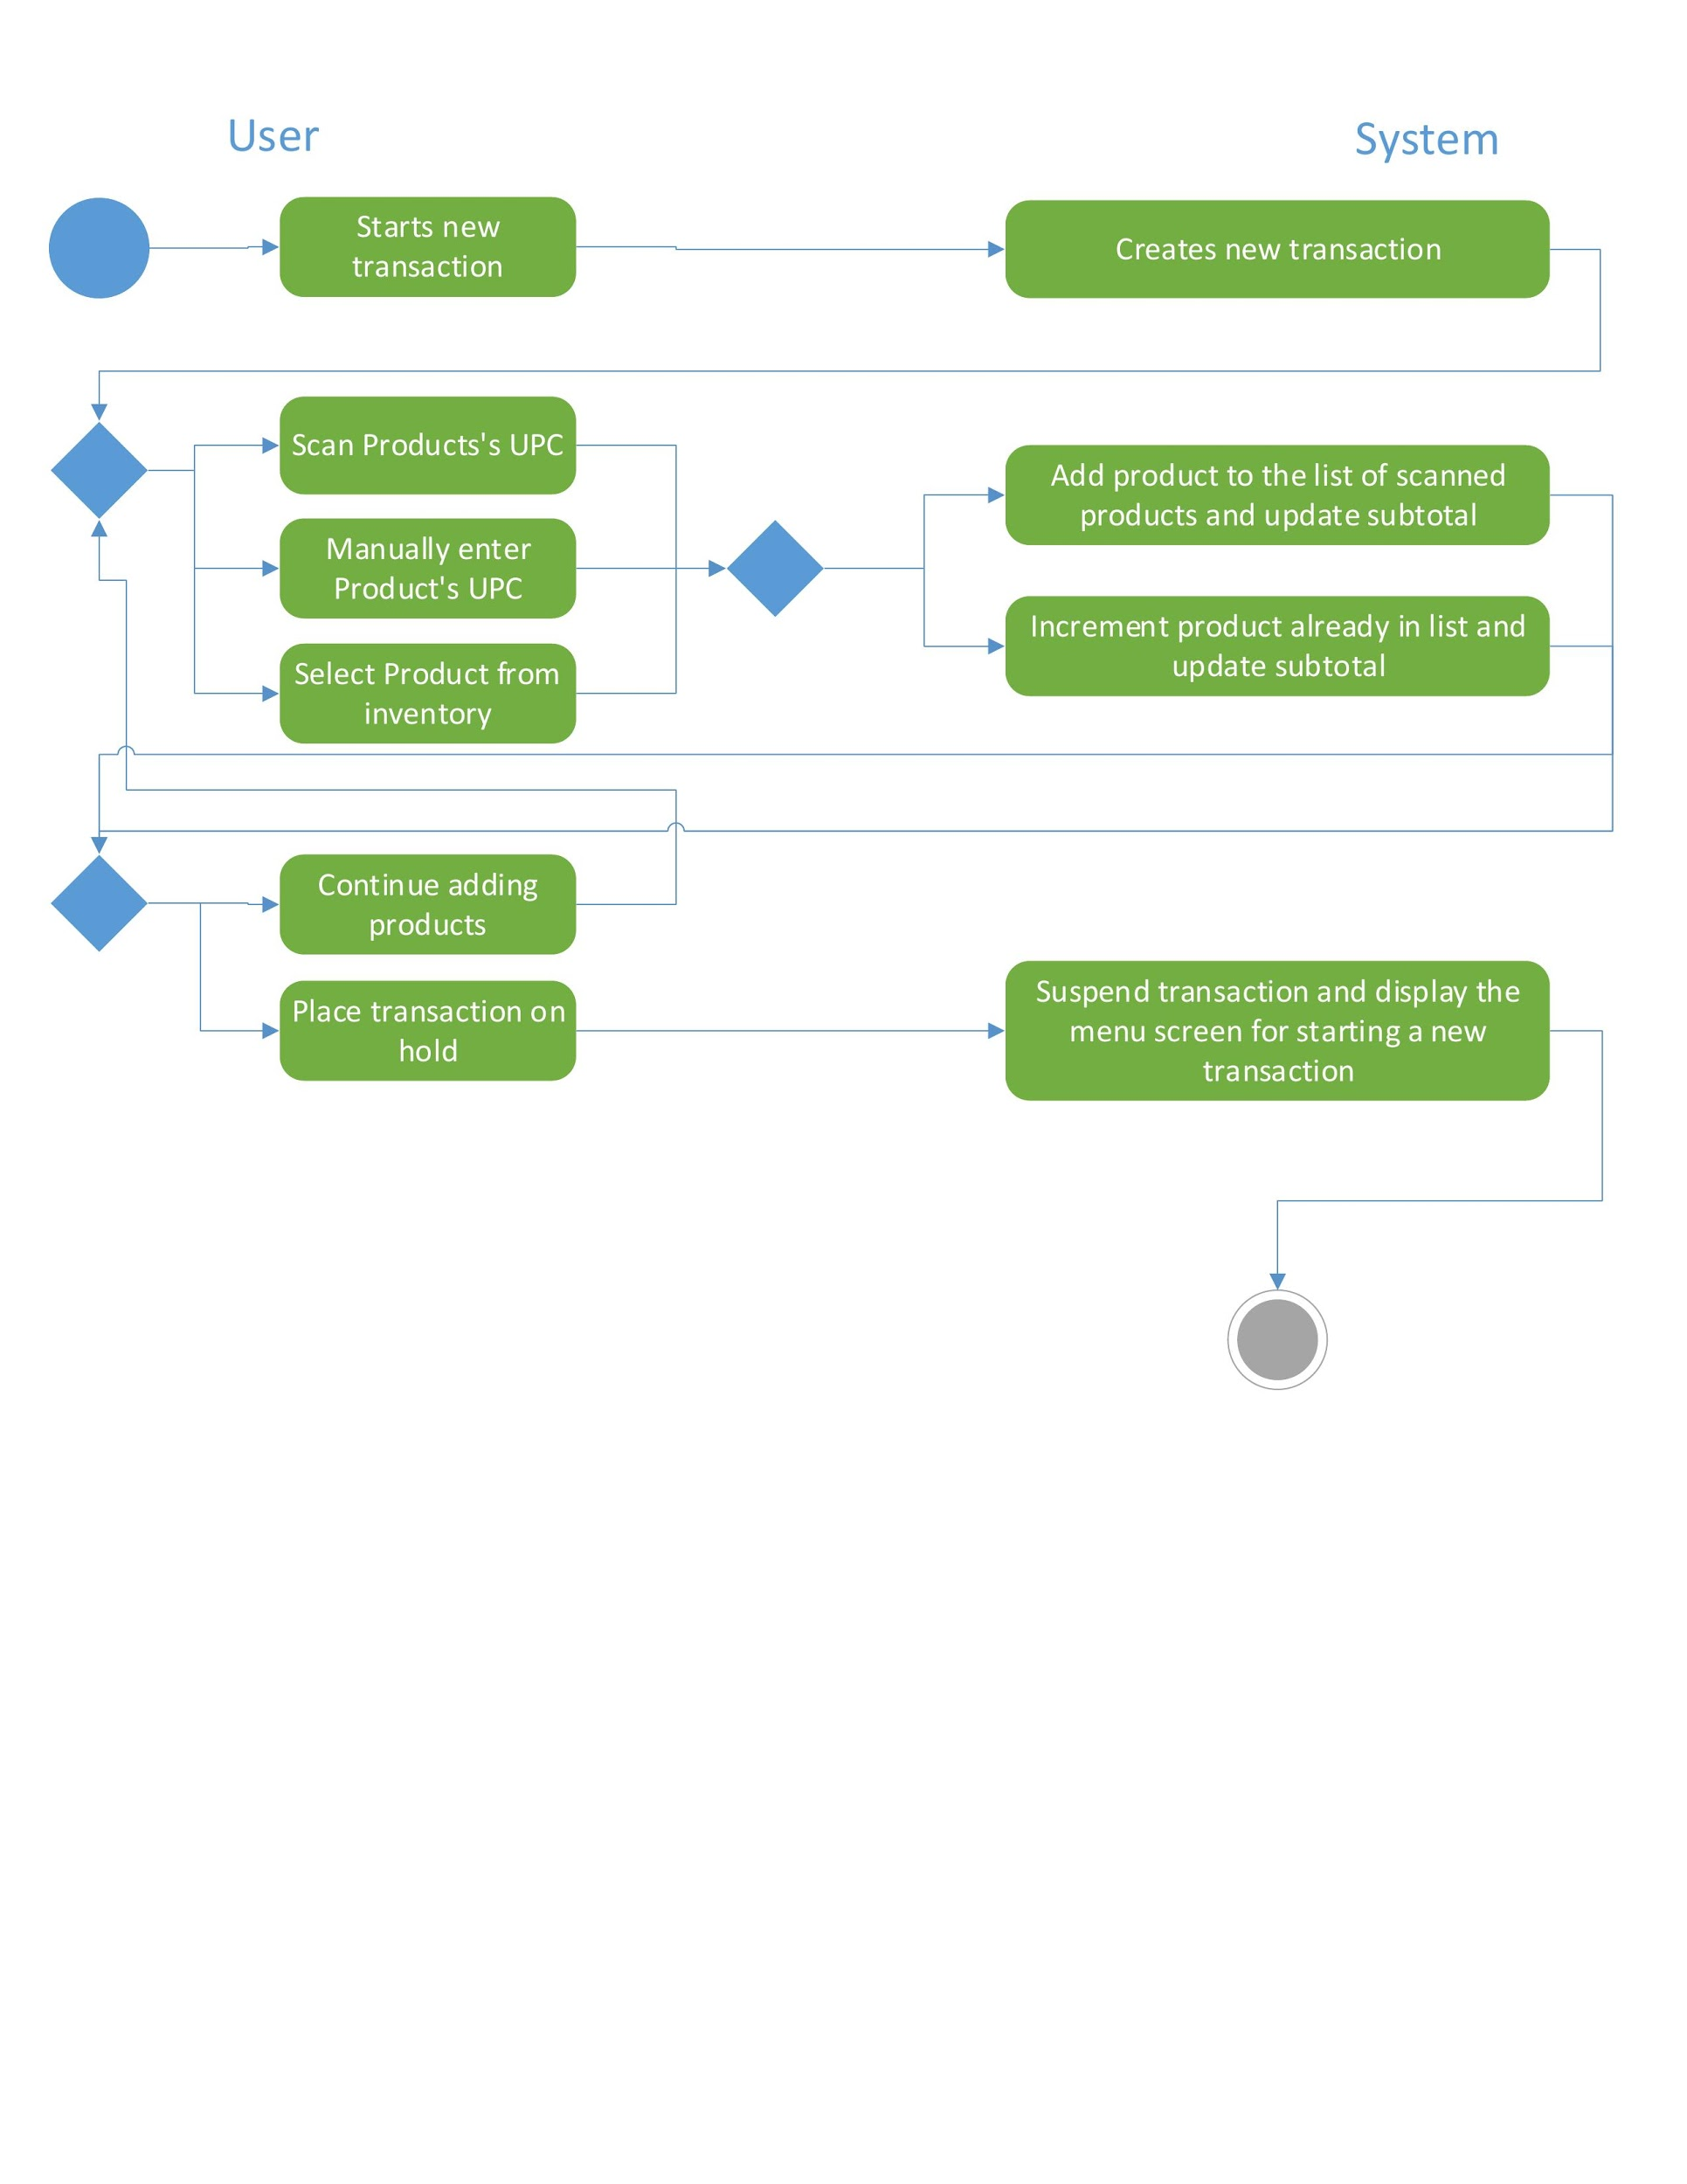 User
System
Starts new
transaction
Creates new transaction
Scan Products's UPC
Manually enter
Product's UPC
Select Product from
inventory
Add product to the list of scanned
products and update subtotal
Increment product already in list and
update subtotal
Continue adding
products
Place transaction on
hold
Suspend transaction and display the
menu screen for starting a new
transaction